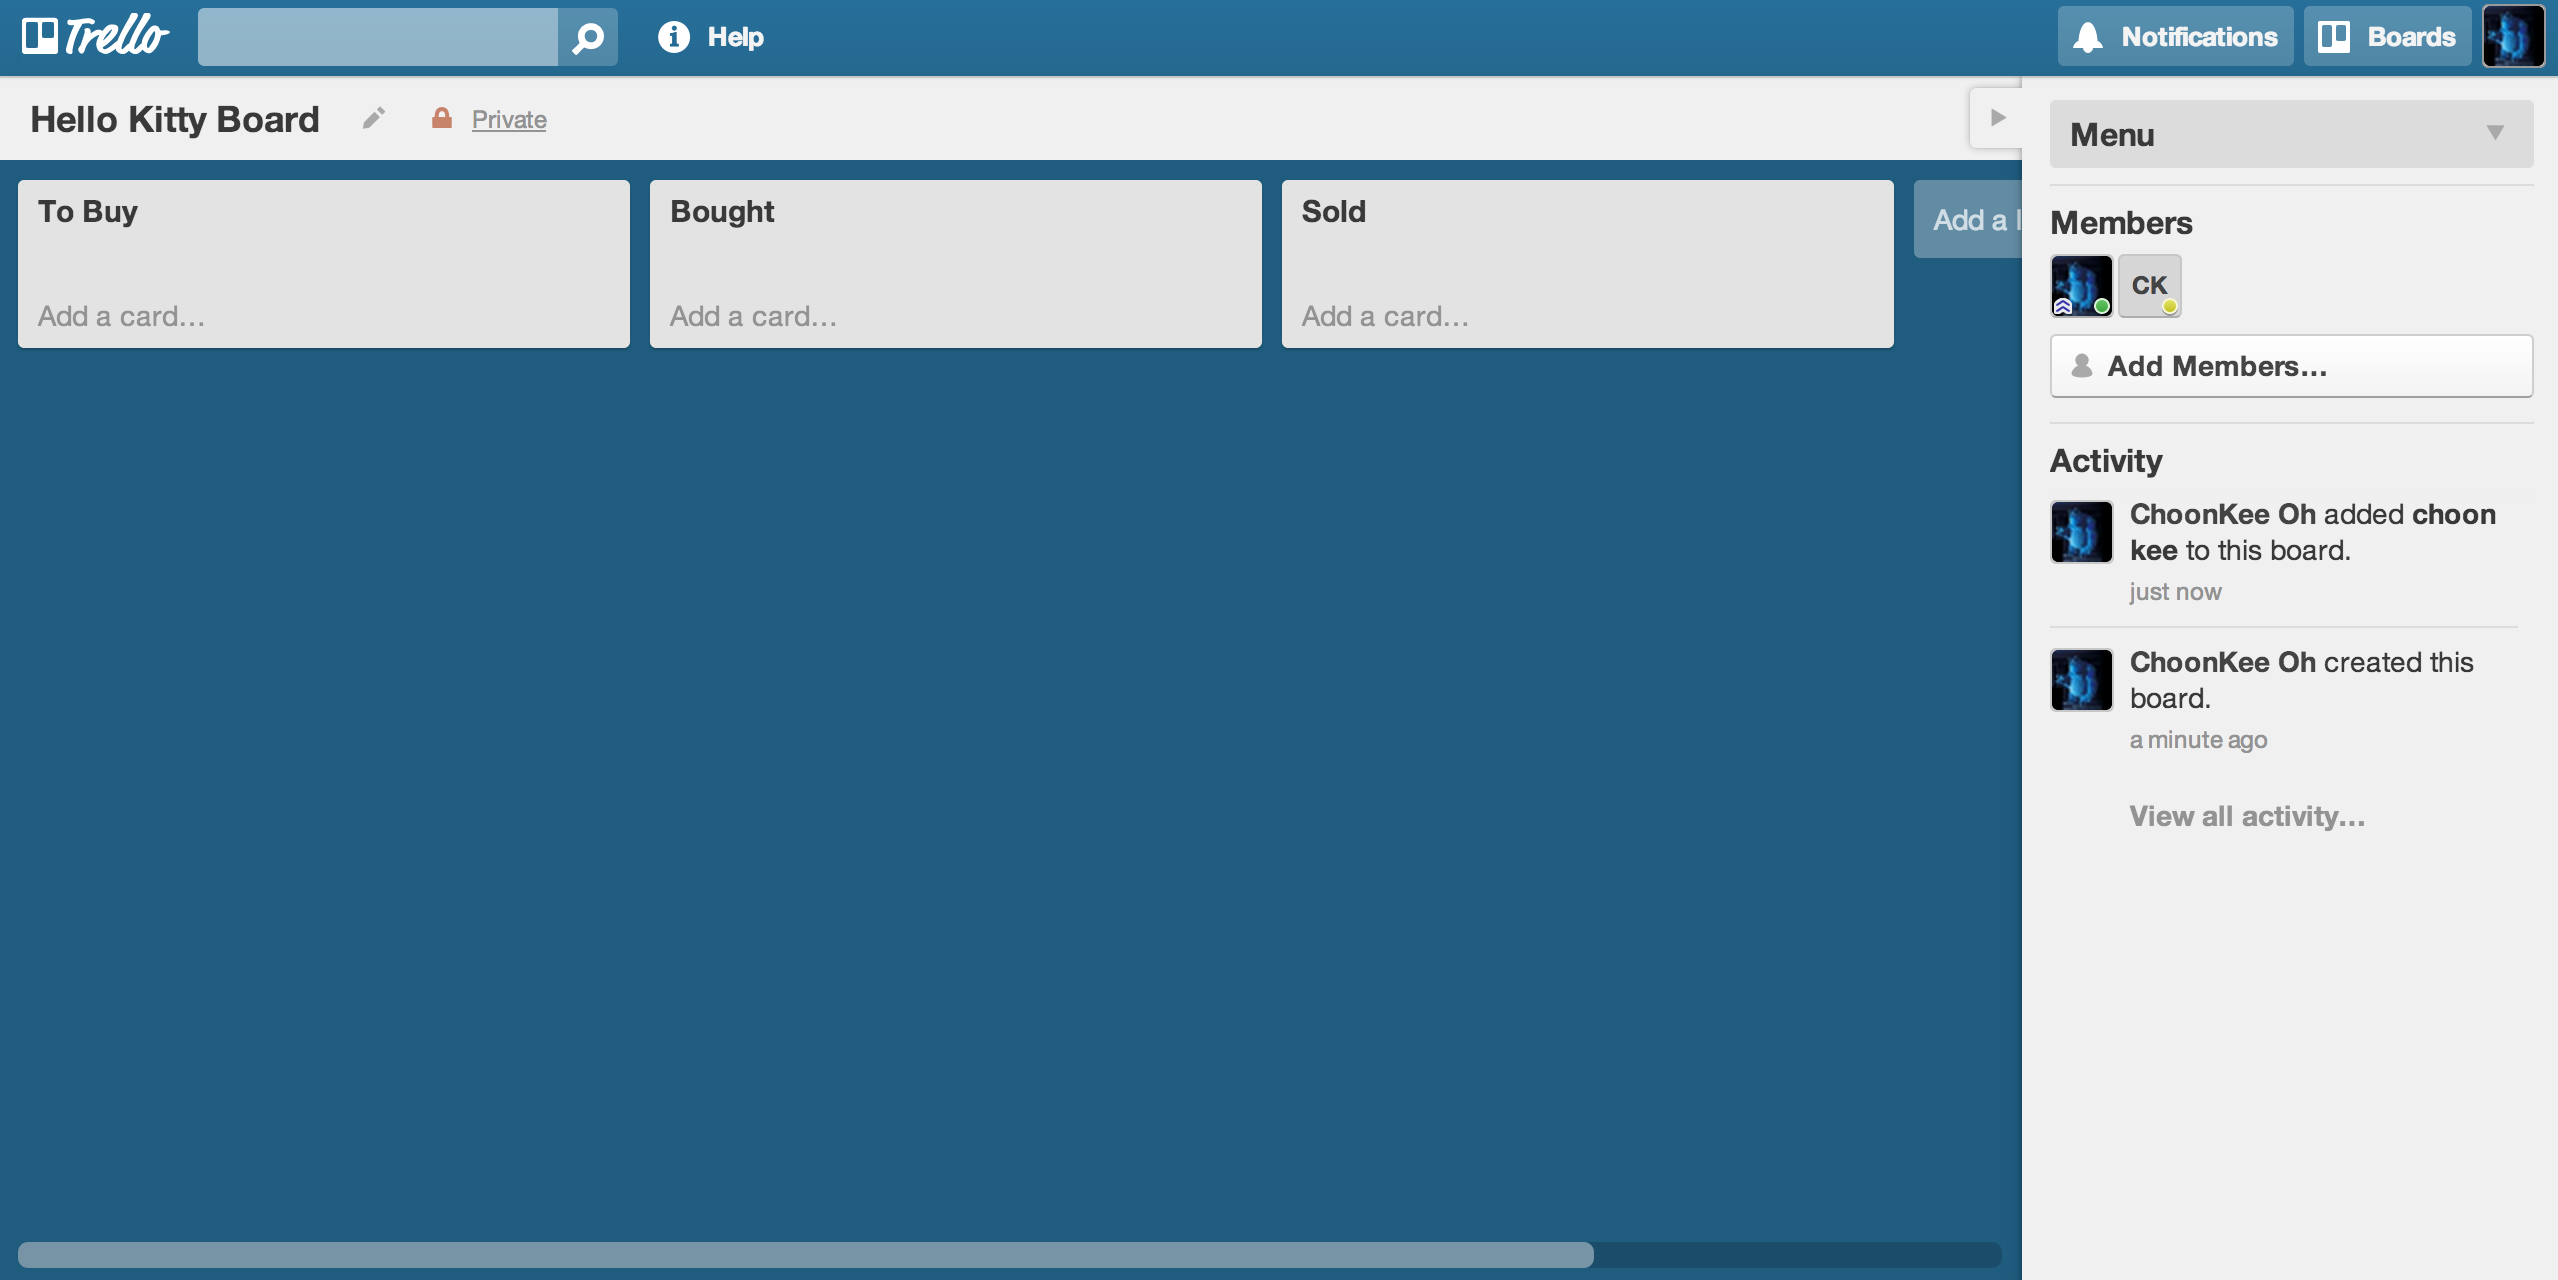 Trello
Help
Notifications
Boards
Hello Kitty Board
Private
To Buy
Add a card...
Bought
Add a card...
Sold
Add a card...
Add a l
Menu
Members
CK
Add Members...
Activity
ChoonKee Oh added choon
kee to this board.
just now
ChoonKee Oh created this
board.
a minute ago
View all activity...